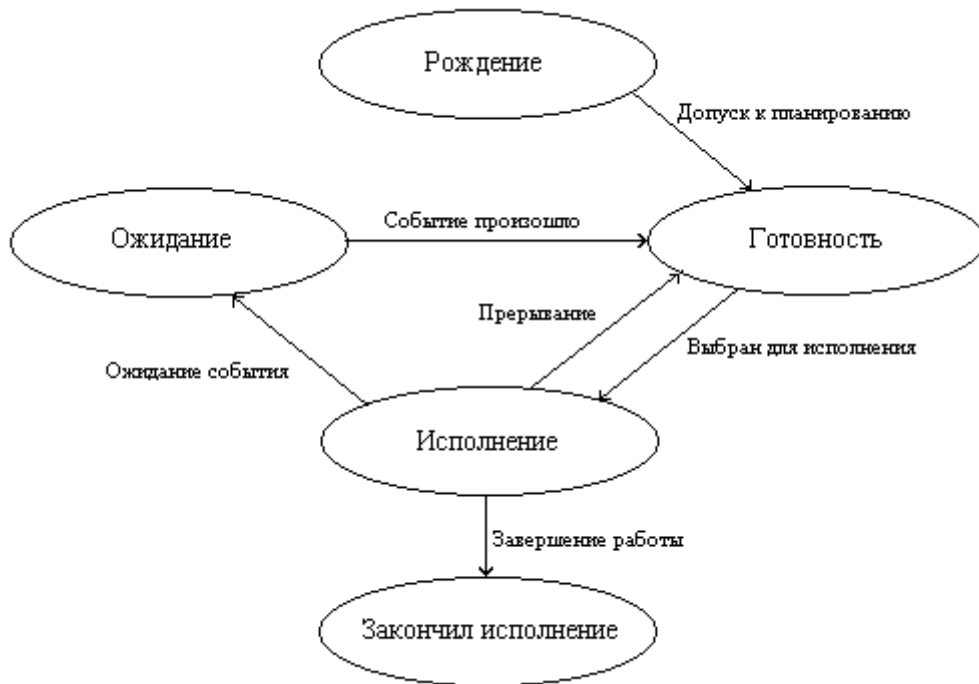 Рождение
Допуск к планированию
Ожидание
Событие произошло
Готовность
Прерывание
Выбран для исполнения
Ожидание события
Исполнение
Завершение работы
Закончил исполнение